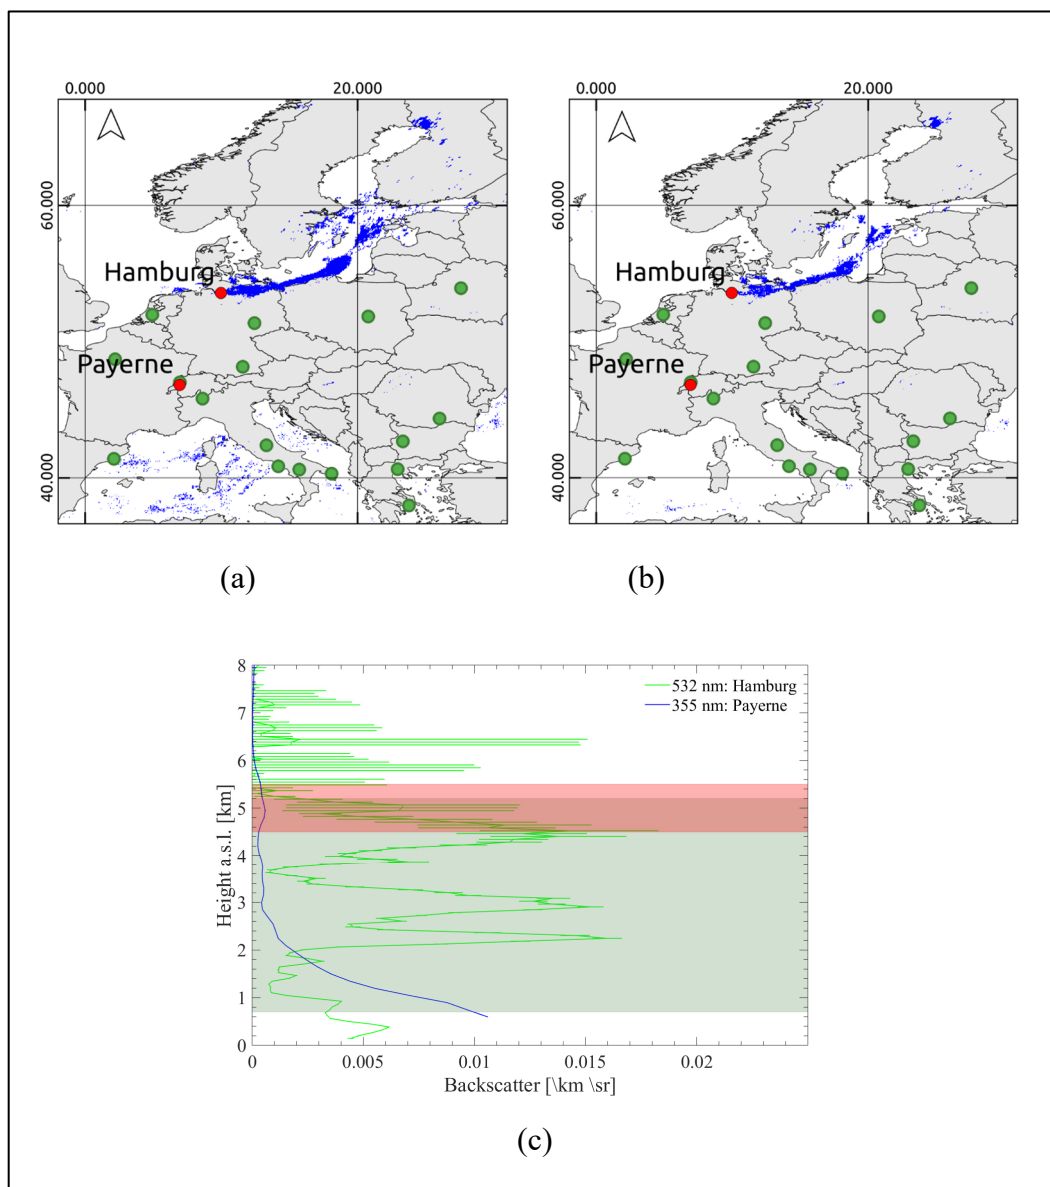 0.000 20.000 0.000 20.000
60.000 60.000
Hamburg Hamburg
Payerne Payerne
40.000 40.000
(a) (b)
8
532 nm: Hamburg
355 nm: Payerne
7
6
5
4
3
2
1
0
Height a.s.l. [km]
0 0.005 0.01 0.015 0.02
Backscatter [\km \sr]
(c)